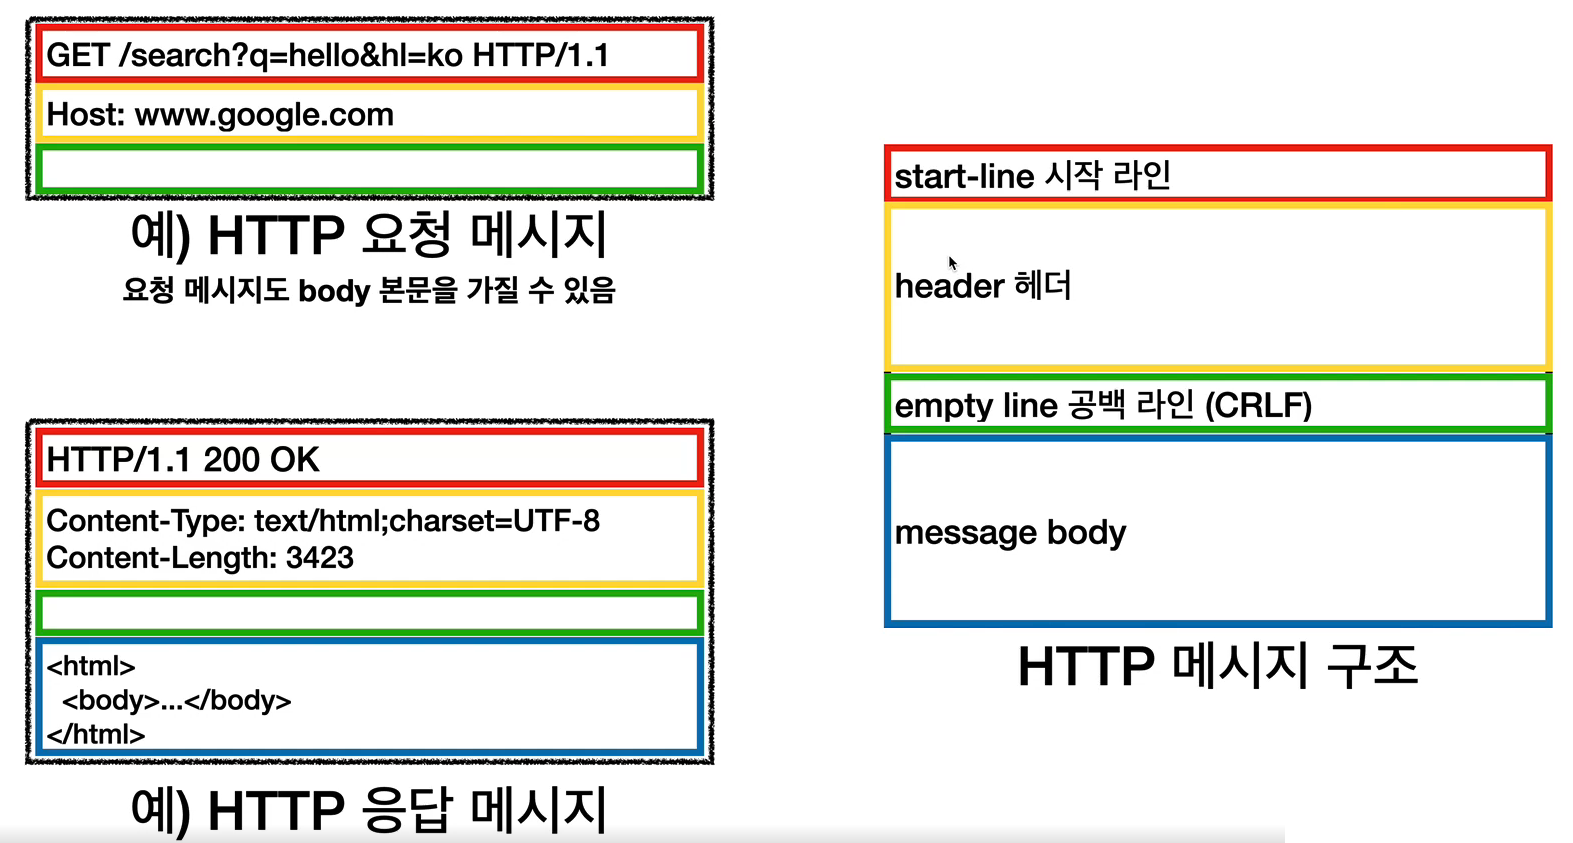 GET /search?q=hello&hl=ko HTTP/1.1
Host: www.google.com
예) HTTP 요청 메시지
요청 메시지도 body 본문을 가질 수 있음
HTTP/1.1 200 OK
Content-Type: text/html;charset=UTF-8
Content-Length: 3423
<html>
<body>...</body>
</html>
예) HTTP 응답 메시지
start-line 시작 라인
header 헤더
empty line 공백 라인 (CRLF)
message body
HTTP 메시지 구조